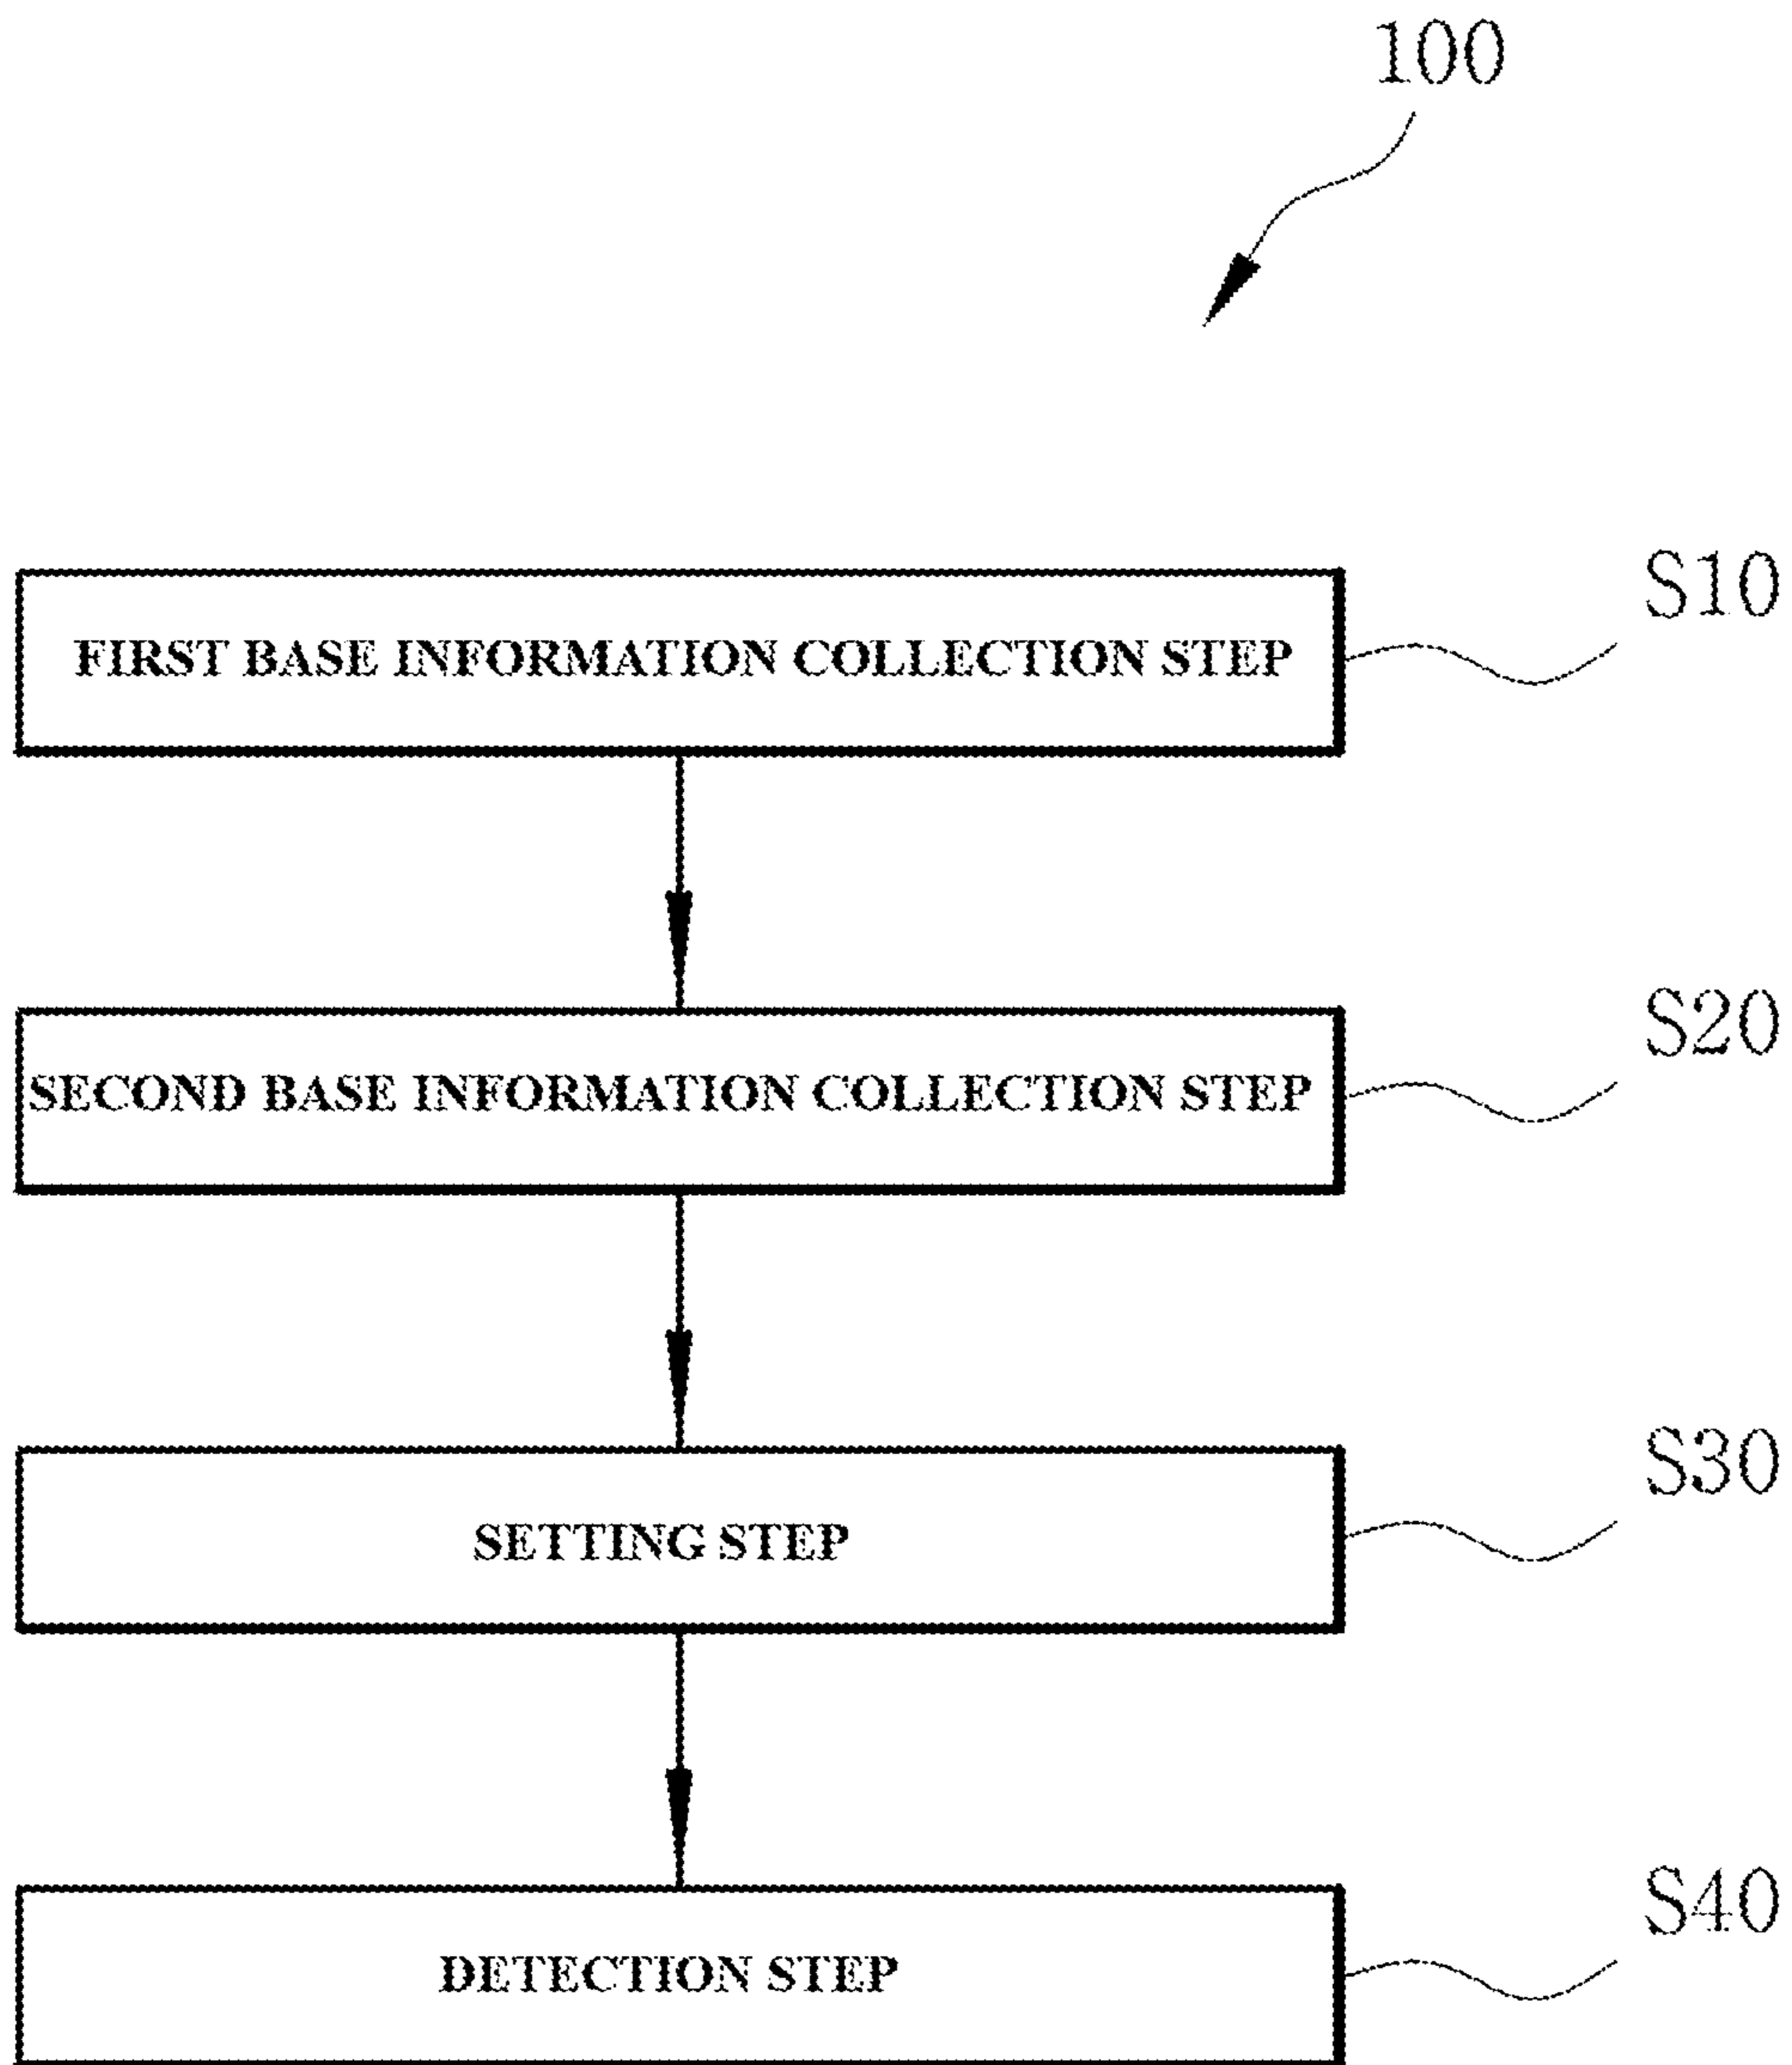 100
S10
FIRST BASE INFORMATION COLLECTION STEP
S20
SECOND BASE INFORMATION COLLECTION STEP
S30
SETTING STEP
S40
DETECTION STEP